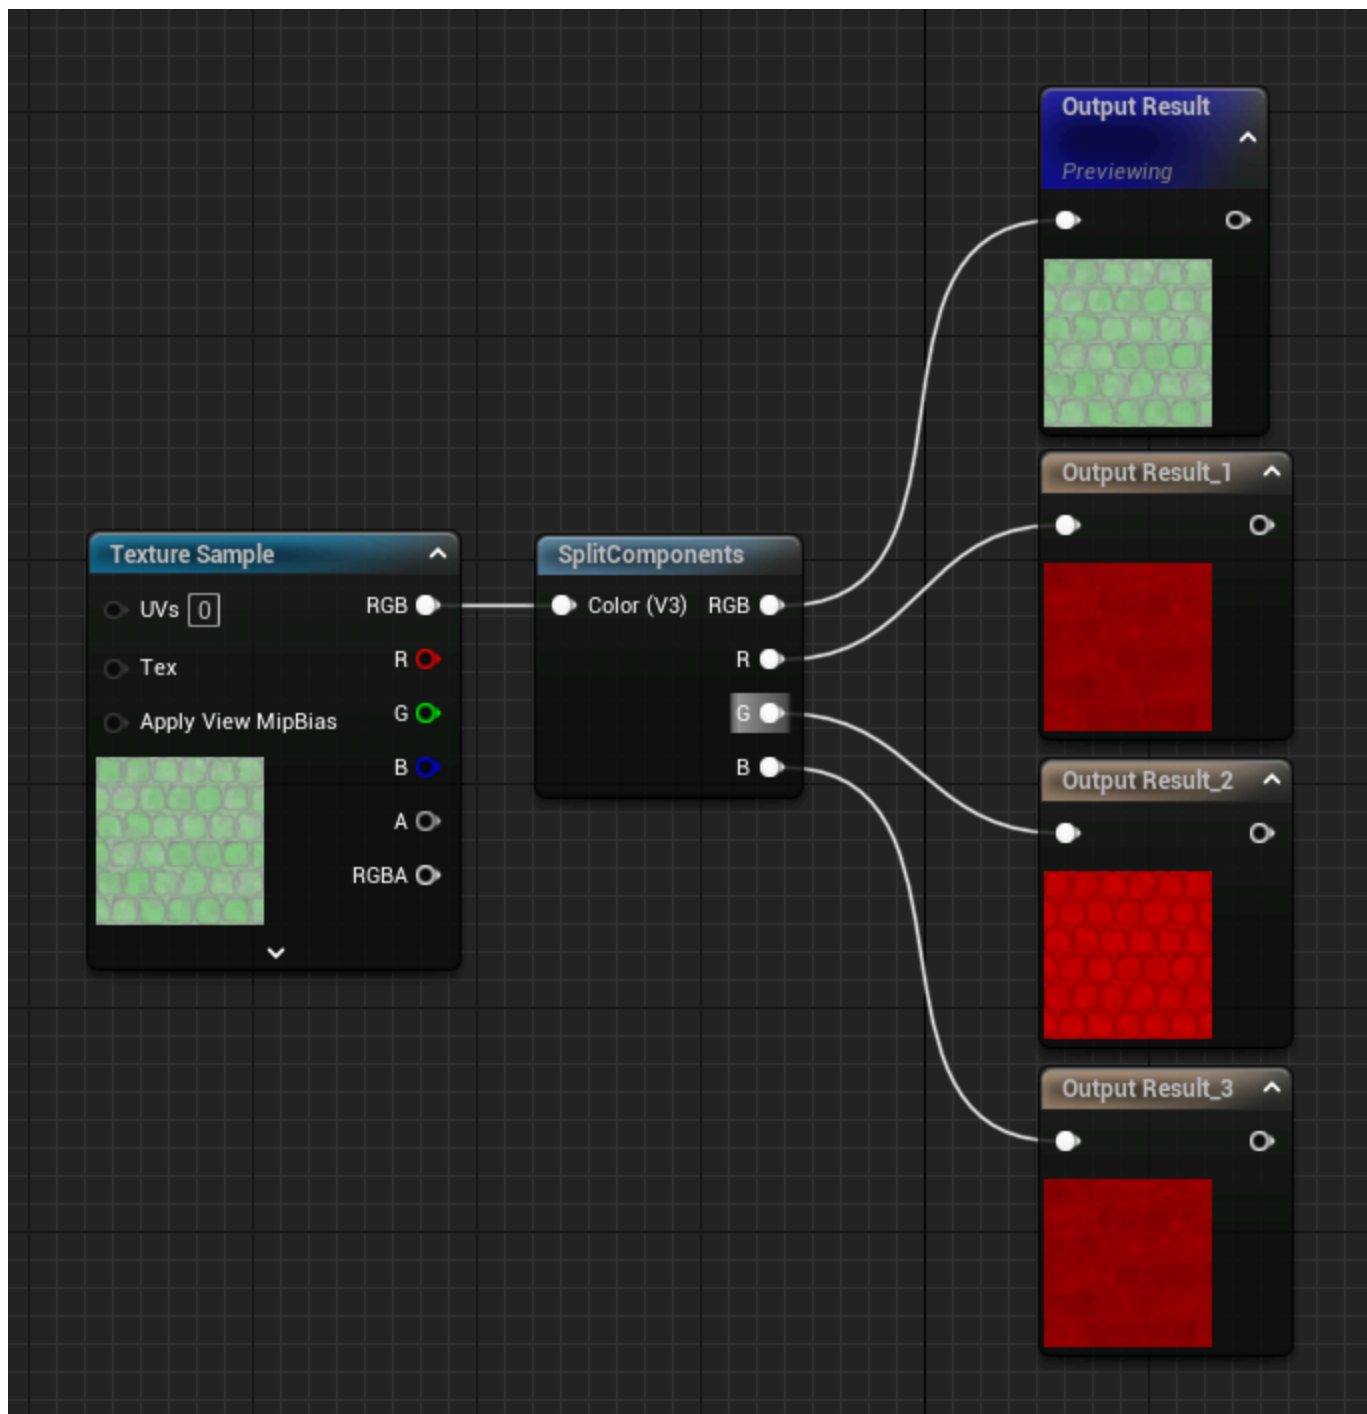 Output Result
Previewing
Output Result_1
Texture Sample
UVs 0
RGB
Tex
R
Apply View MipBias
G
B
A
RGBA
SplitComponents
Color (V3)
RGB
R
G
B
Output Result_2
Output Result_3